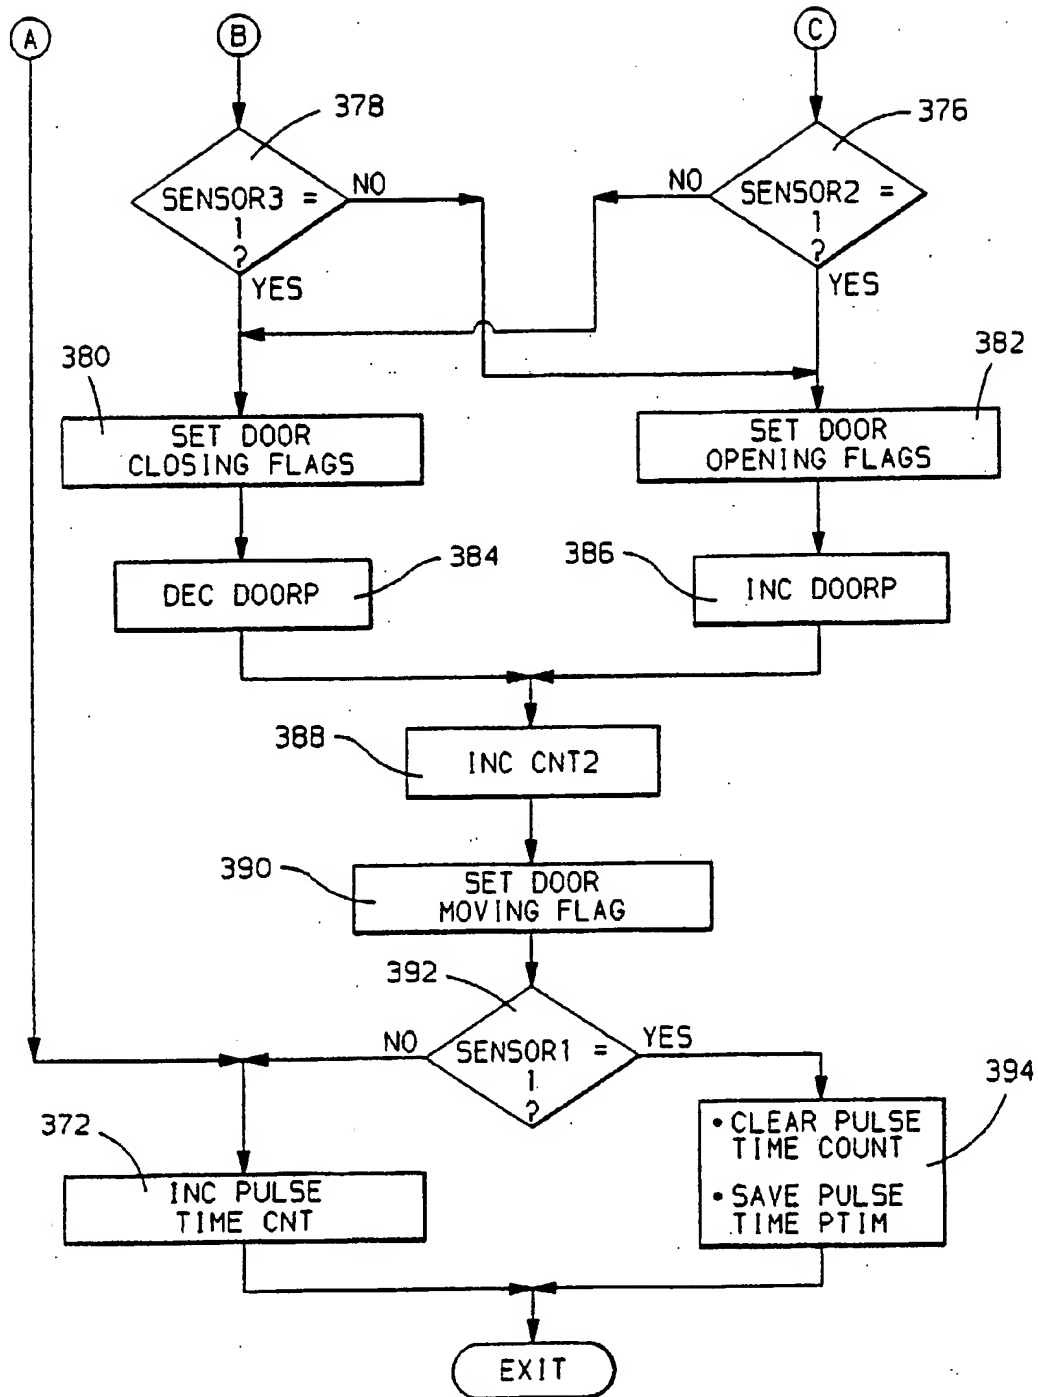 A
B
C
378
376
SENSOR3 =
1
?
NO
YES
NO
SENSOR2 =
1
?
YES
380
382
SET DOOR
CLOSING FLAGS
SET DOOR
OPENING FLAGS
384
386
DEC DOORP
INC DOORP
388
INC CNT2
390
SET DOOR
MOVING FLAG
392
NO
SENSOR1 =
1
?
YES
394
372
INC PULSE
TIME CNT
• CLEAR PULSE
TIME COUNT
• SAVE PULSE
TIME PTIM
EXIT